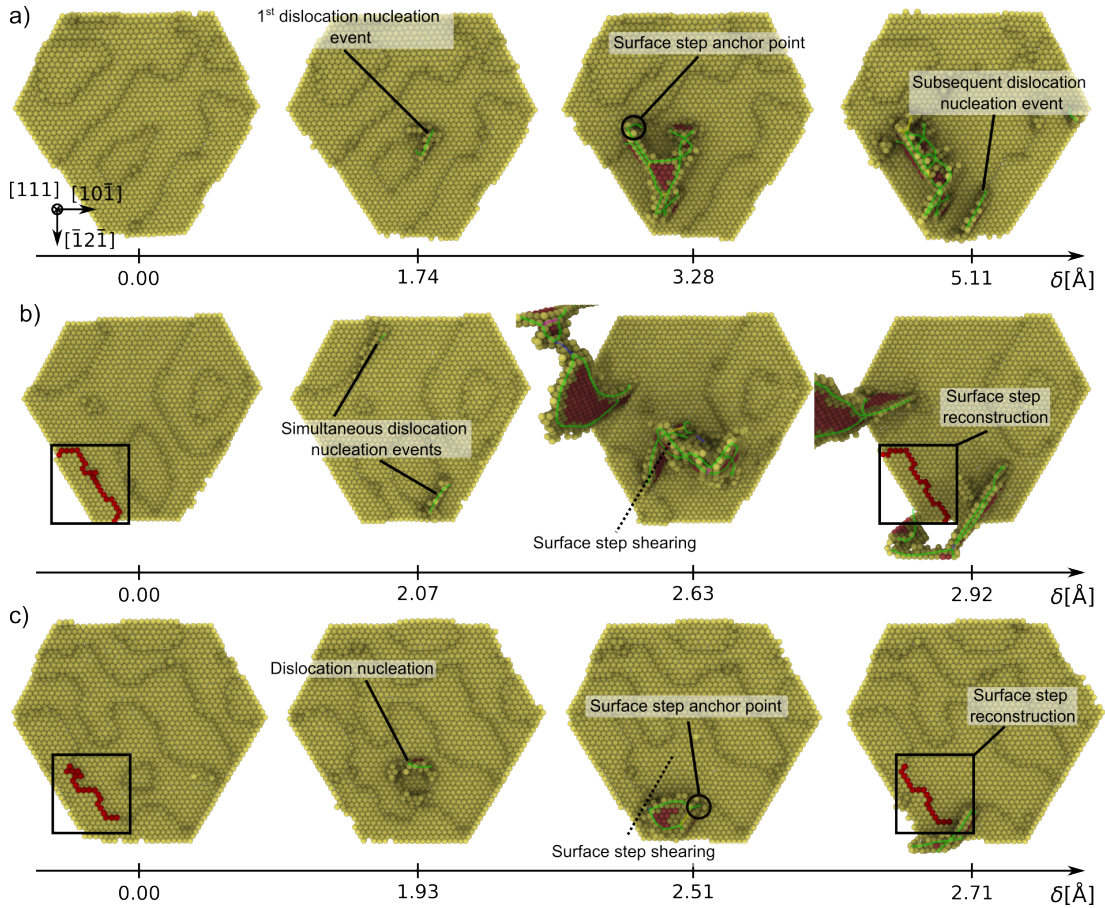 a)
1st dislocation nucleation
event
Surface step anchor point
Subsequent dislocation
nucleation event
[111]
[101̄]
[1̄21̄]
0.00
1.74
3.28
5.11
δ[Å]
b)
Simultaneous dislocation
nucleation events
Surface step
reconstruction
Surface step shearing
0.00
2.07
2.63
2.92
δ[Å]
c)
Dislocation nucleation
Surface step anchor point
Surface step
reconstruction
Surface step shearing
0.00
1.93
2.51
2.71
δ[Å]